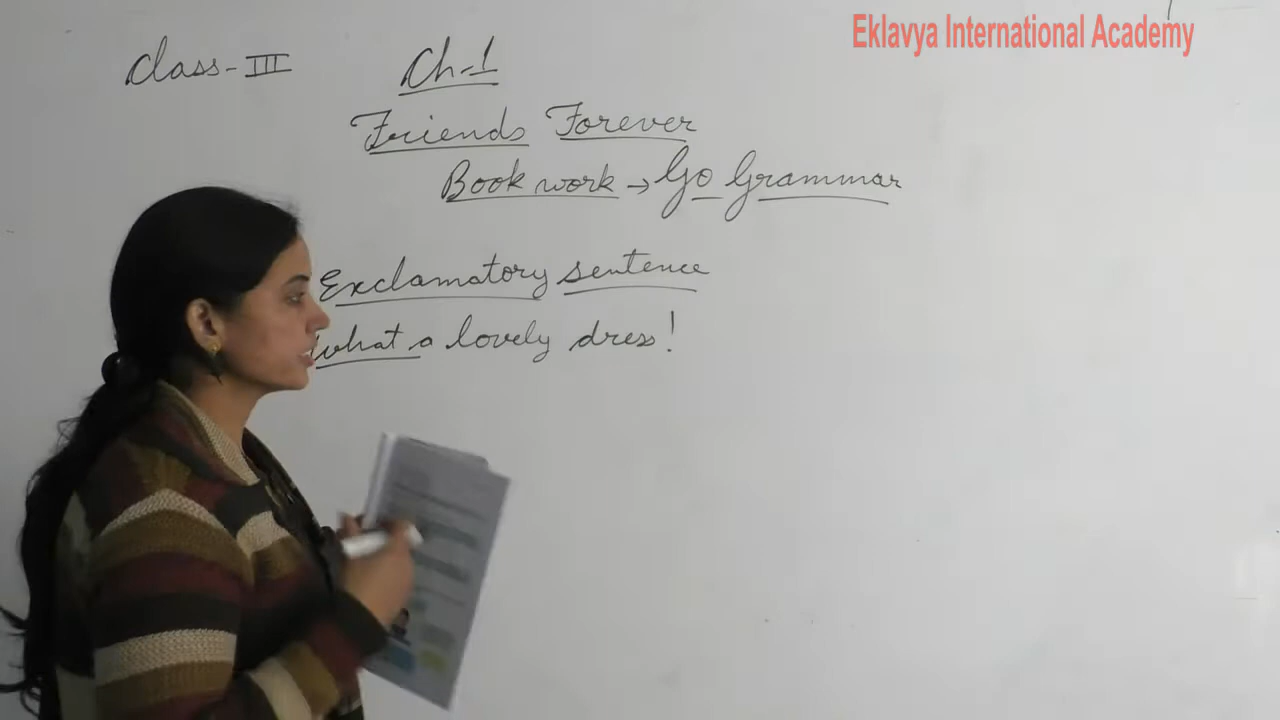 Eklavya International Academy
Class-III
Ch-1
Friends Forever
Book work → Go Grammar
Exclamatory sentence
What a lovely dress!